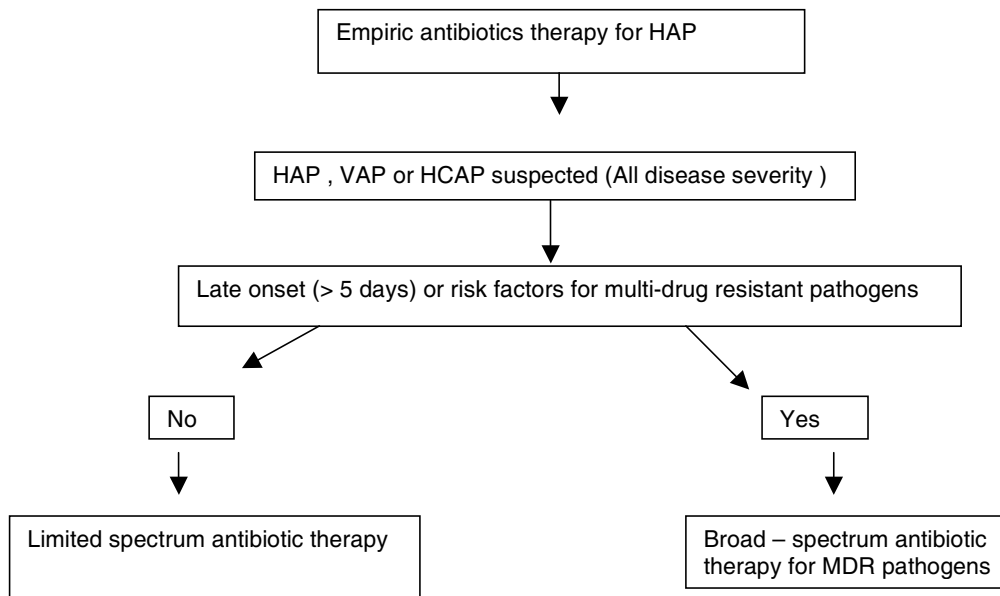 Empiric antibiotics therapy for HAP
HAP , VAP or HCAP suspected (All disease severity )
Late onset (> 5 days) or risk factors for multi-drug resistant pathogens
No
Yes
Limited spectrum antibiotic therapy
Broad – spectrum antibiotic
therapy for MDR pathogens